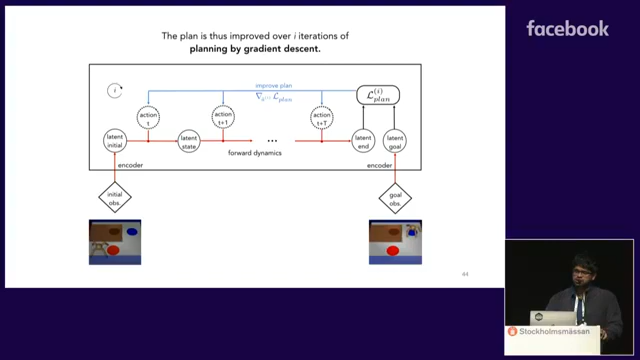 facebook
The plan is thus improved over i iterations of
planning by gradient descent.
i
improve plan
action
t
action
t+1
action
t+T
latent
initial
latent
state
...
forward dynamics
latent
end
latent
goal
encoder
encoder
initial
obs.
goal
obs.
44
Stockholmsmässan